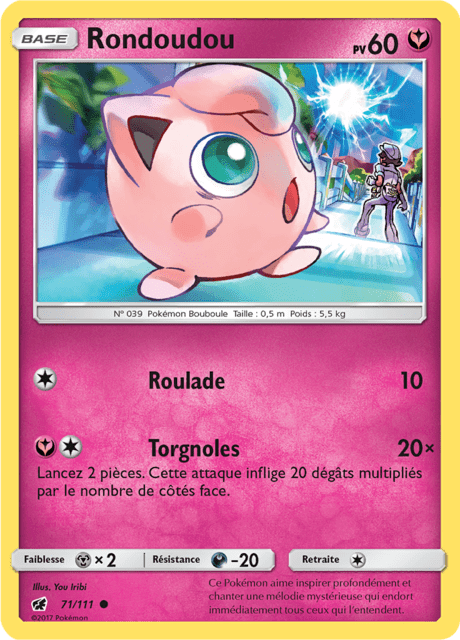 BASE Rondoudou PV60
Nº 039 Pokémon Bouboule Taille : 0,5 m Poids : 5,5 kg
Roulade 10
Torgnoles 20×
Lancez 2 pièces. Cette attaque inflige 20 dégâts multipliés
par le nombre de côtés face.
Faiblesse ×2 Résistance -20 Retraite
Illus. You Iribi
71/111
©2017 Pokémon
Ce Pokémon aime inspirer profondément et
chanter une mélodie mystérieuse qui endort
immédiatement tous ceux qui l'entendent.